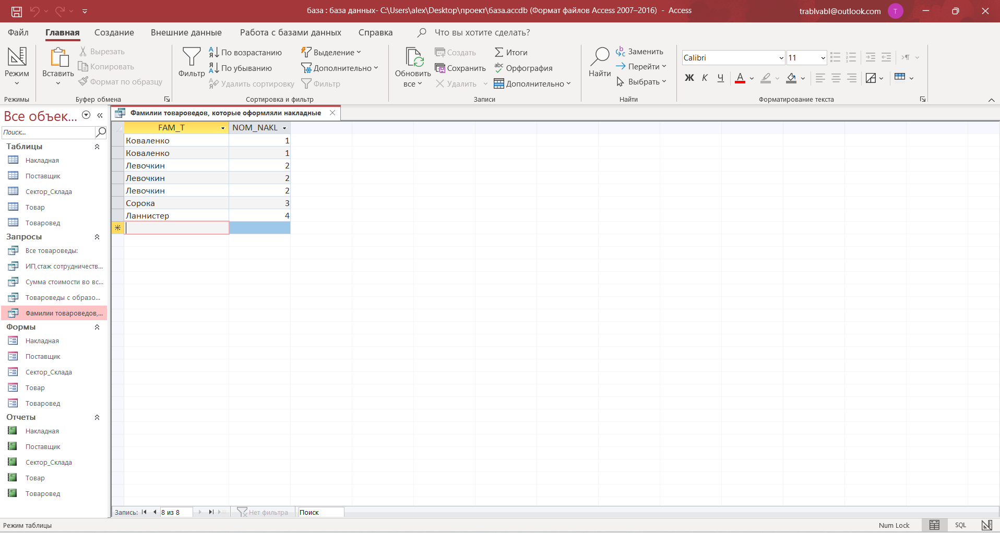 база : база данных- C:\Users\alex\Desktop\проект\база.accdb (Формат файлов Access 2007–2016)  -  Access
trablvabl@outlook.com
T
Файл Главная Создание Внешние данные Работа с базами данных Справка Что вы хотите сделать?
Режим
Режимы
Вставить
Вырезать
Копировать
Формат по образцу
Буфер обмена
Фильтр
По возрастанию
По убыванию
Удалить сортировку
Выделение
Дополнительно
Фильтр
Сортировка и фильтр
Обновить
все
Создать
Сохранить
Удалить
Итоги
Орфография
Дополнительно
Записи
Найти
Заменить
Перейти
Выбрать
Найти
Calibri 11
Ж К Ч А
Форматирование текста
Все объек...
Поиск...
Таблицы
Накладная
Поставщик
Сектор_Склада
Товар
Товаровед
Запросы
Все товароведы:
ИП,стаж сотрудничеств...
Сумма стоимости во вс...
Товароведы с образо...
Фамилии товароведов,...
Формы
Накладная
Поставщик
Сектор_Склада
Товар
Товаровед
Отчеты
Накладная
Поставщик
Сектор_Склада
Товар
Товаровед
Фамилии товароведов, которые оформляли накладные
FAM_T NOM_NAKL
Коваленко 1
Коваленко 1
Левочкин 2
Левочкин 2
Левочкин 2
Сорока 3
Ланнистер 4
Запись: 8 из 8 Нет фильтра Поиск
Режим таблицы Num Lock SQL